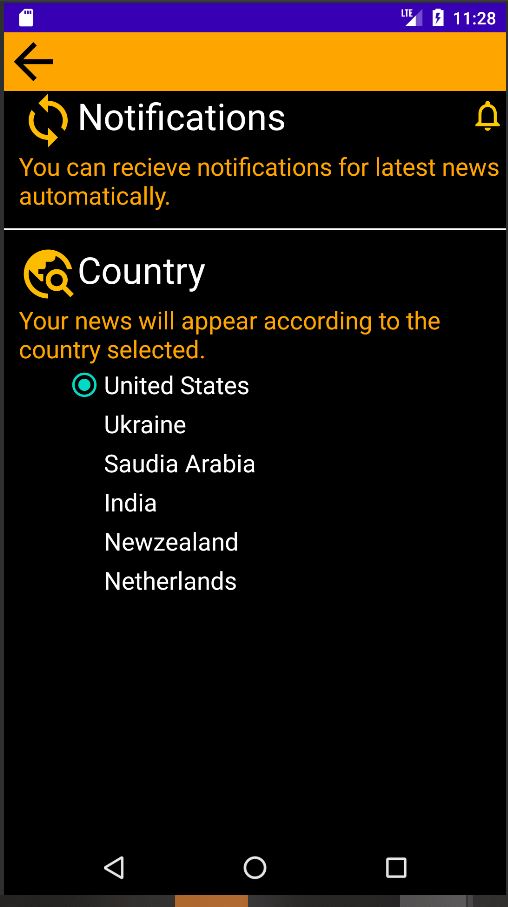 LTE 11:28
Notifications
You can recieve notifications for latest news
automatically.
Country
Your news will appear according to the
country selected.
United States
Ukraine
Saudia Arabia
India
Newzealand
Netherlands